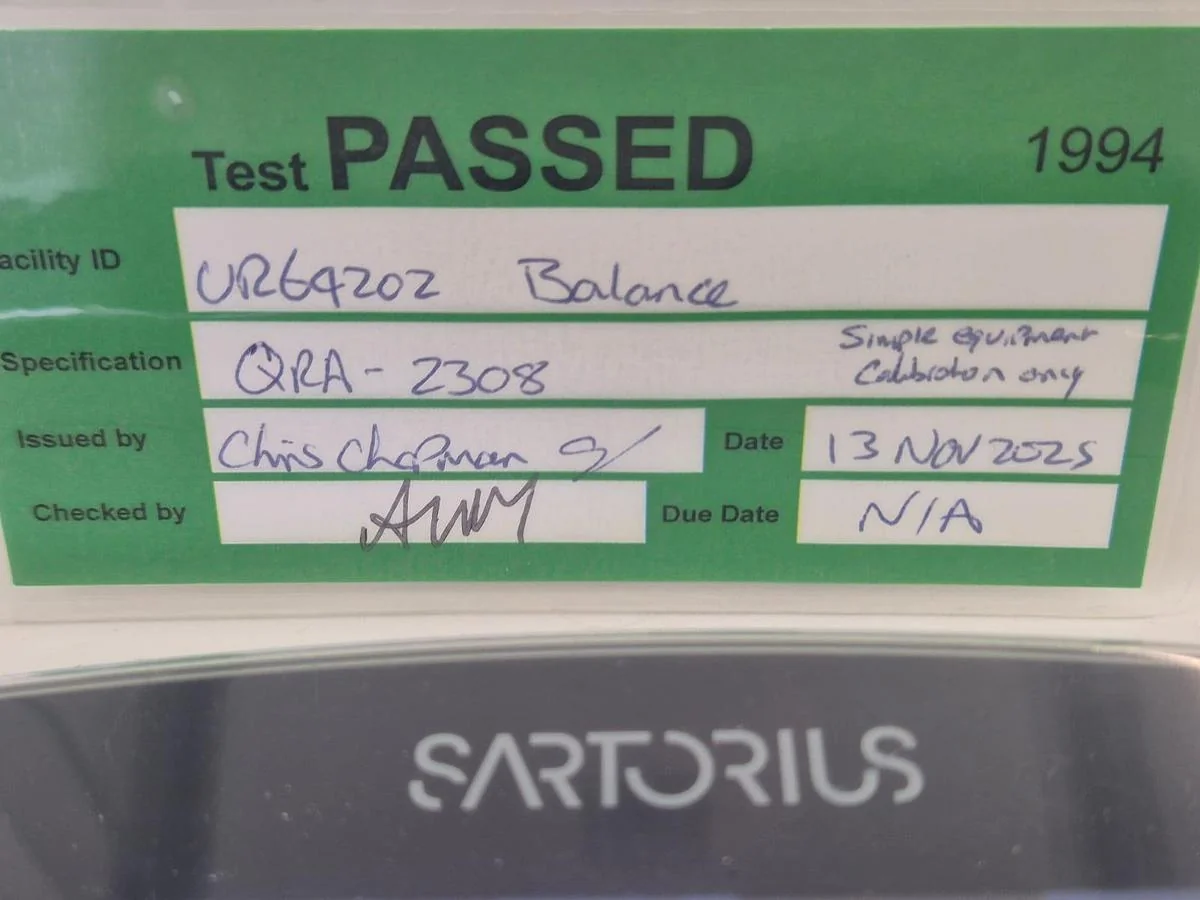 Test PASSED 1994
acility ID UR64202 Balance
Specification QRA - 2308 Simple equipment
Calibration only
Issued by Chris Chapman
Date 13 NOV 2025
Checked by
Due Date N/A
SARTORIUS